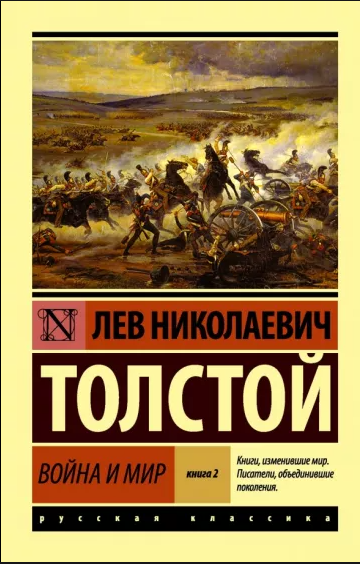 ЛЕВ НИКОЛАЕВИЧ
ТОЛСТОЙ
ВОЙНА И МИР
книга 2
Книги, изменившие мир.
Писатели, объединившие
поколения.
русская классика